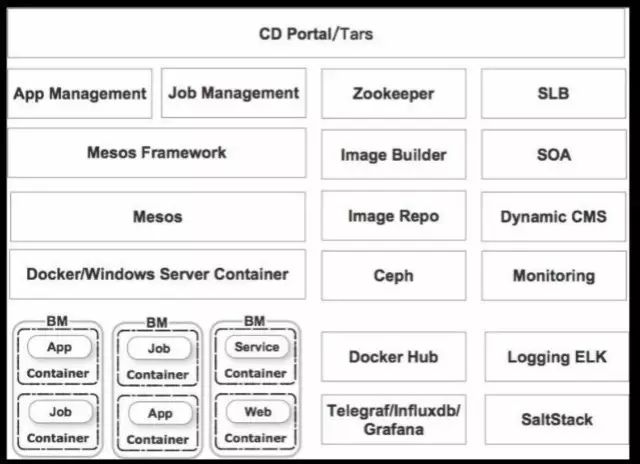 CD Portal/Tars
App Management
Job Management
Zookeeper
SLB
Mesos Framework
Image Builder
SOA
Mesos
Image Repo
Dynamic CMS
Docker/Windows Server Container
Ceph
Monitoring
BM
BM
BM
App
Container
Job
Container
Service
Container
Docker Hub
Logging ELK
Job
Container
App
Container
Web
Container
Telegraf/Influxdb/
Grafana
SaltStack